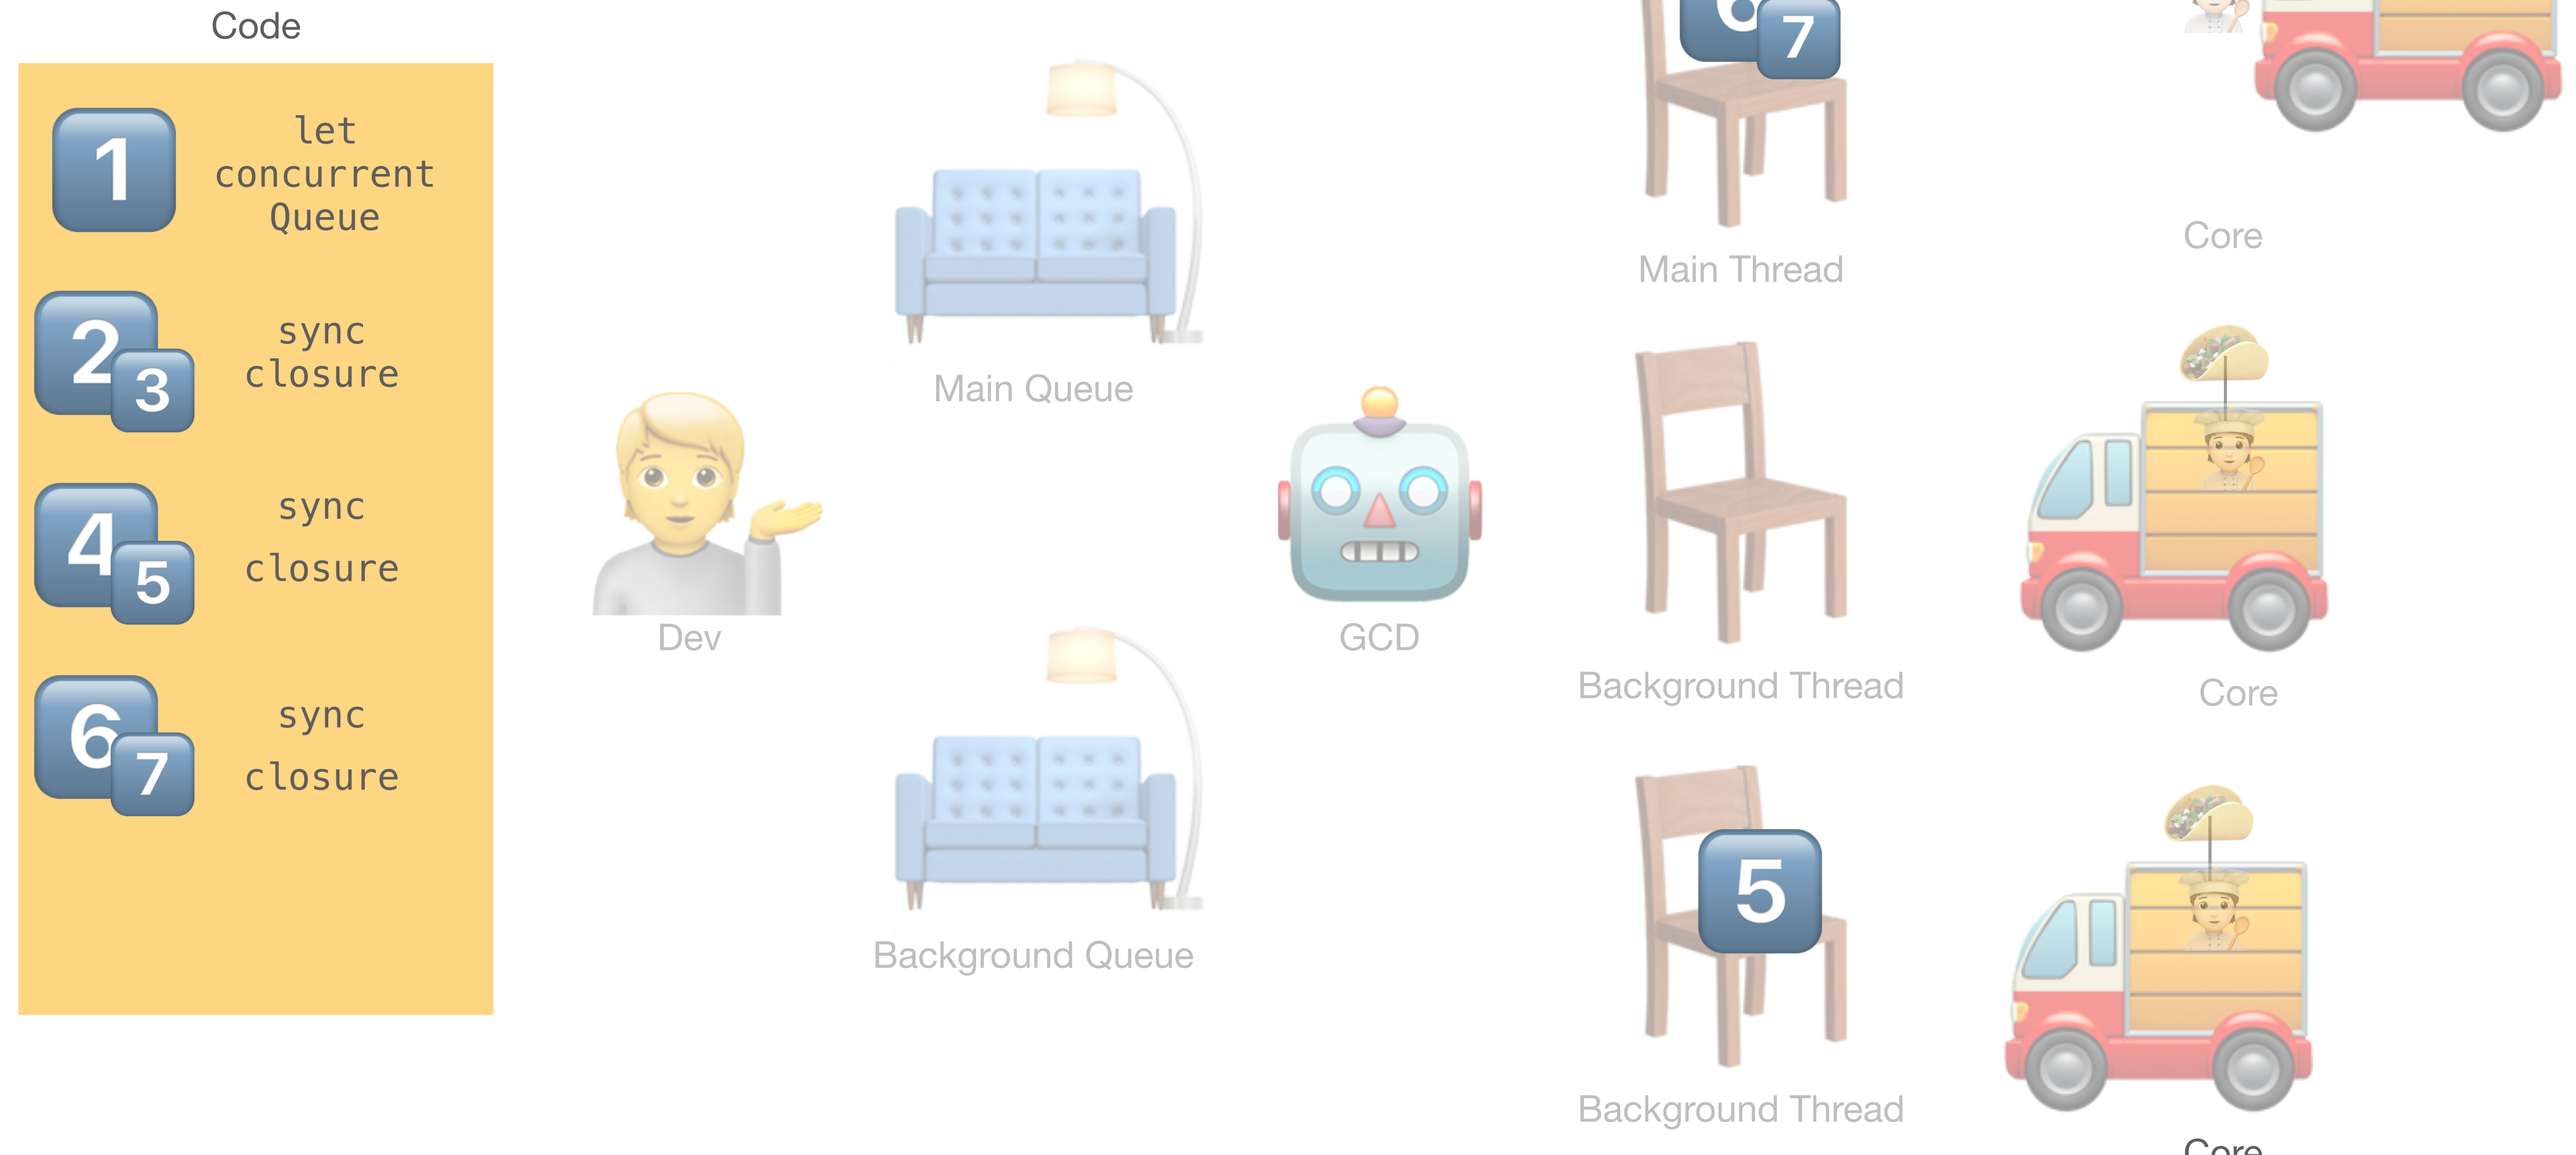 Code
1
let
concurrent
Queue
2
3
sync
closure
4
5
sync
closure
6
7
sync
closure
Dev
Main Queue
Background Queue
GCD
6
7
Main Thread
Background Thread
5
Background Thread
Core
Core
Core